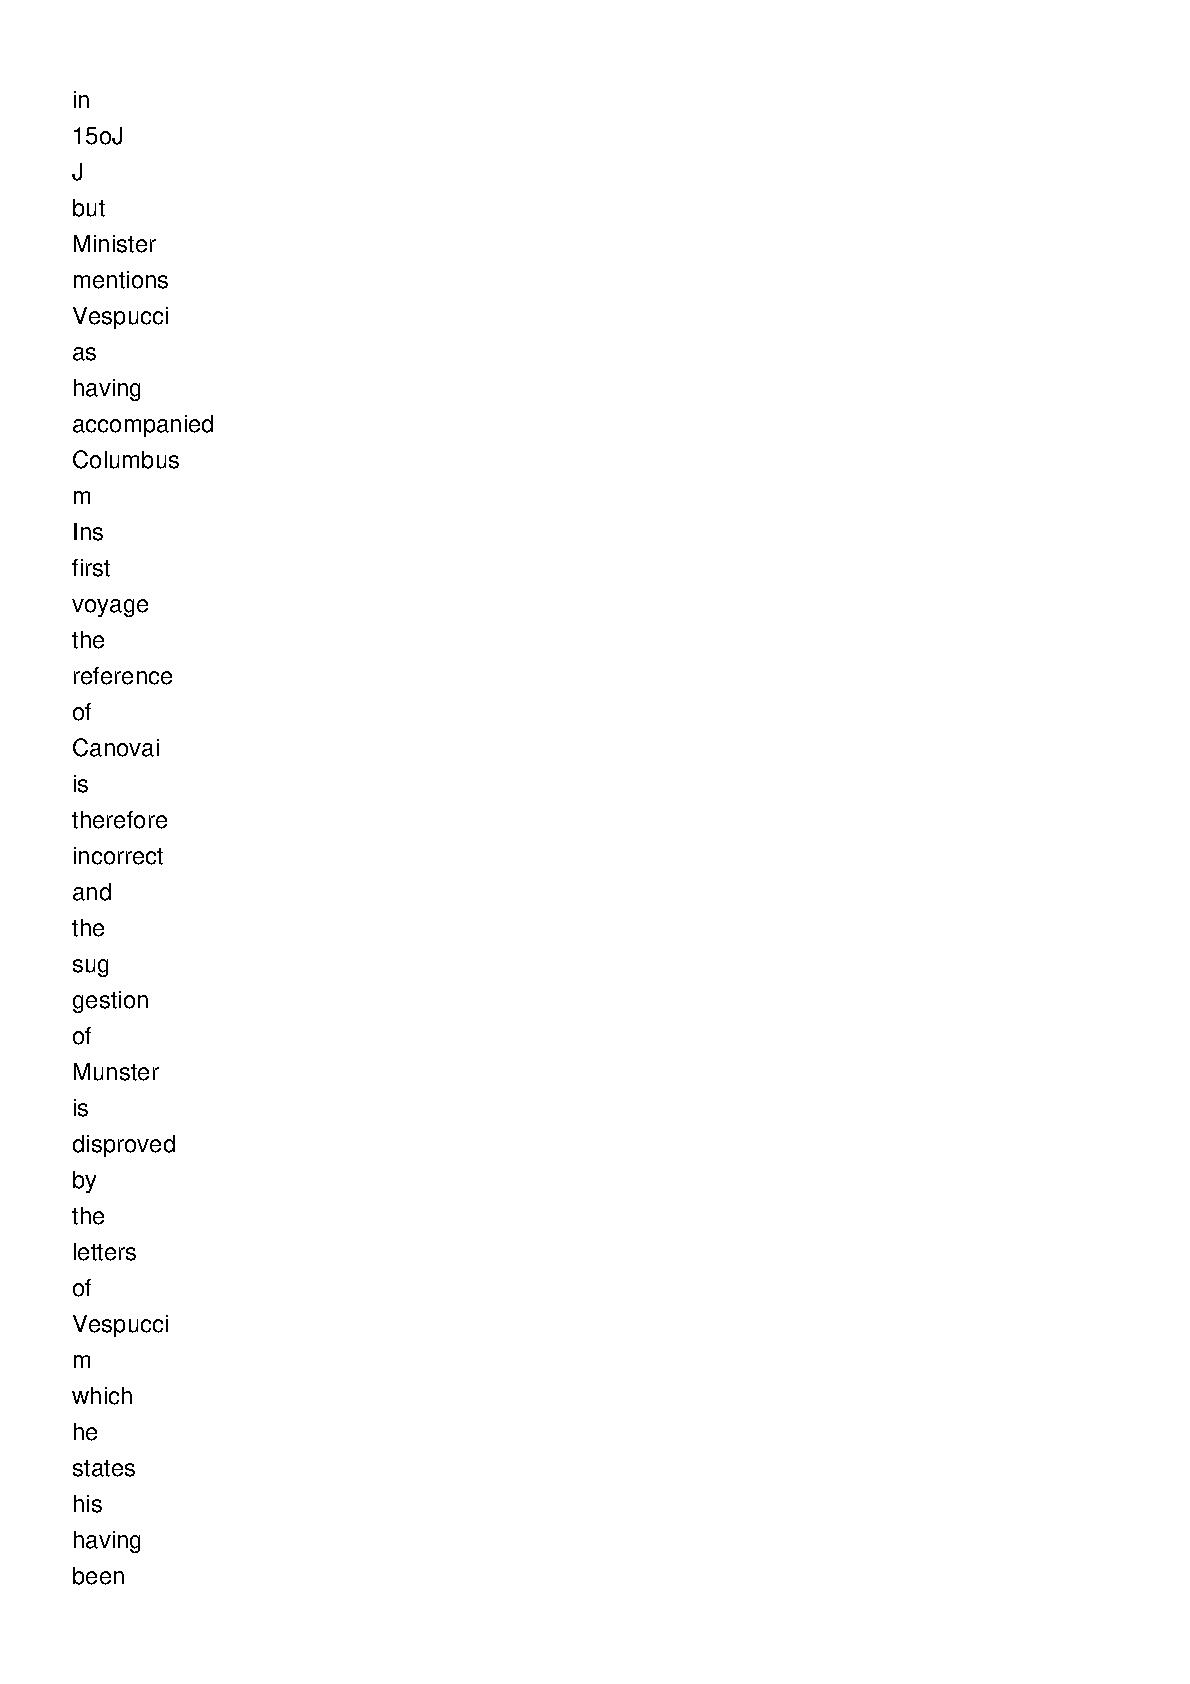 in
15oJ
J
but
Minister
mentions
Vespucci
as
having
accompanied
Columbus
m
Ins
first
voyage
the
reference
of
Canovai
is
therefore
incorrect
and
the
sug
gestion
of
Munster
is
disproved
by
the
letters
of
Vespucci
m
which
he
states
his
having
been